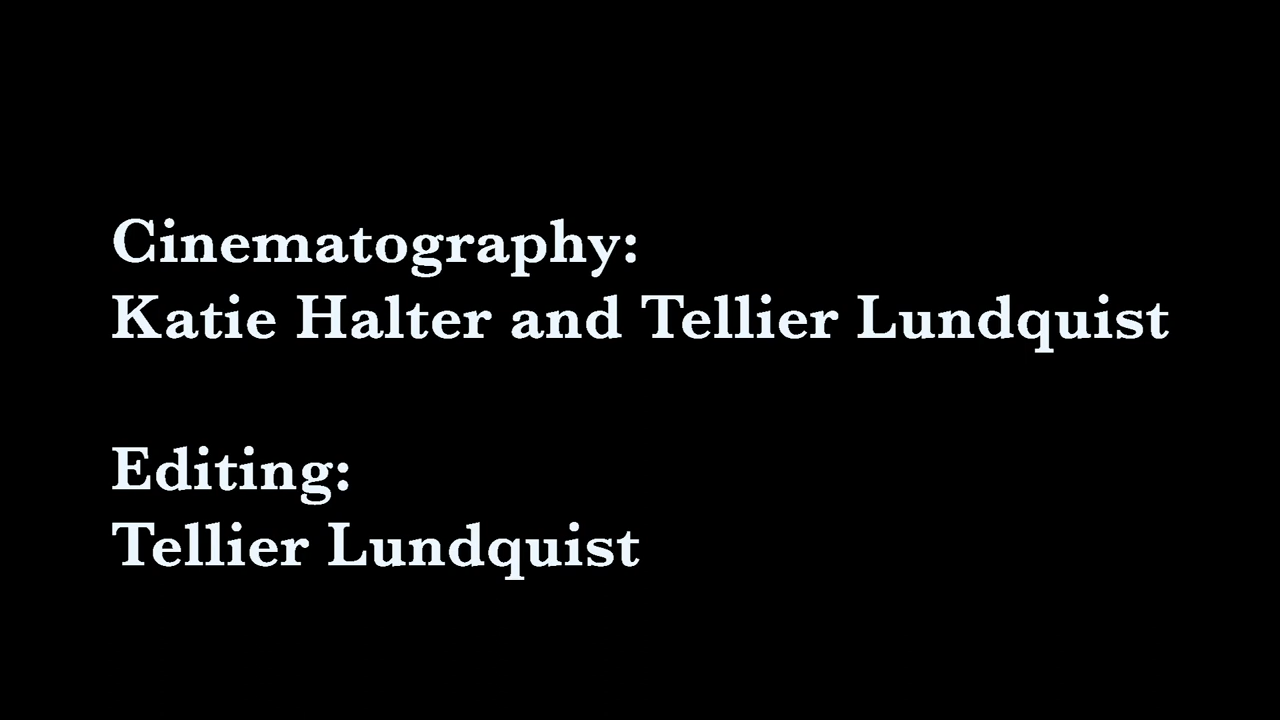 Cinematography:
Katie Halter and Tellier Lundquist
Editing:
Tellier Lundquist